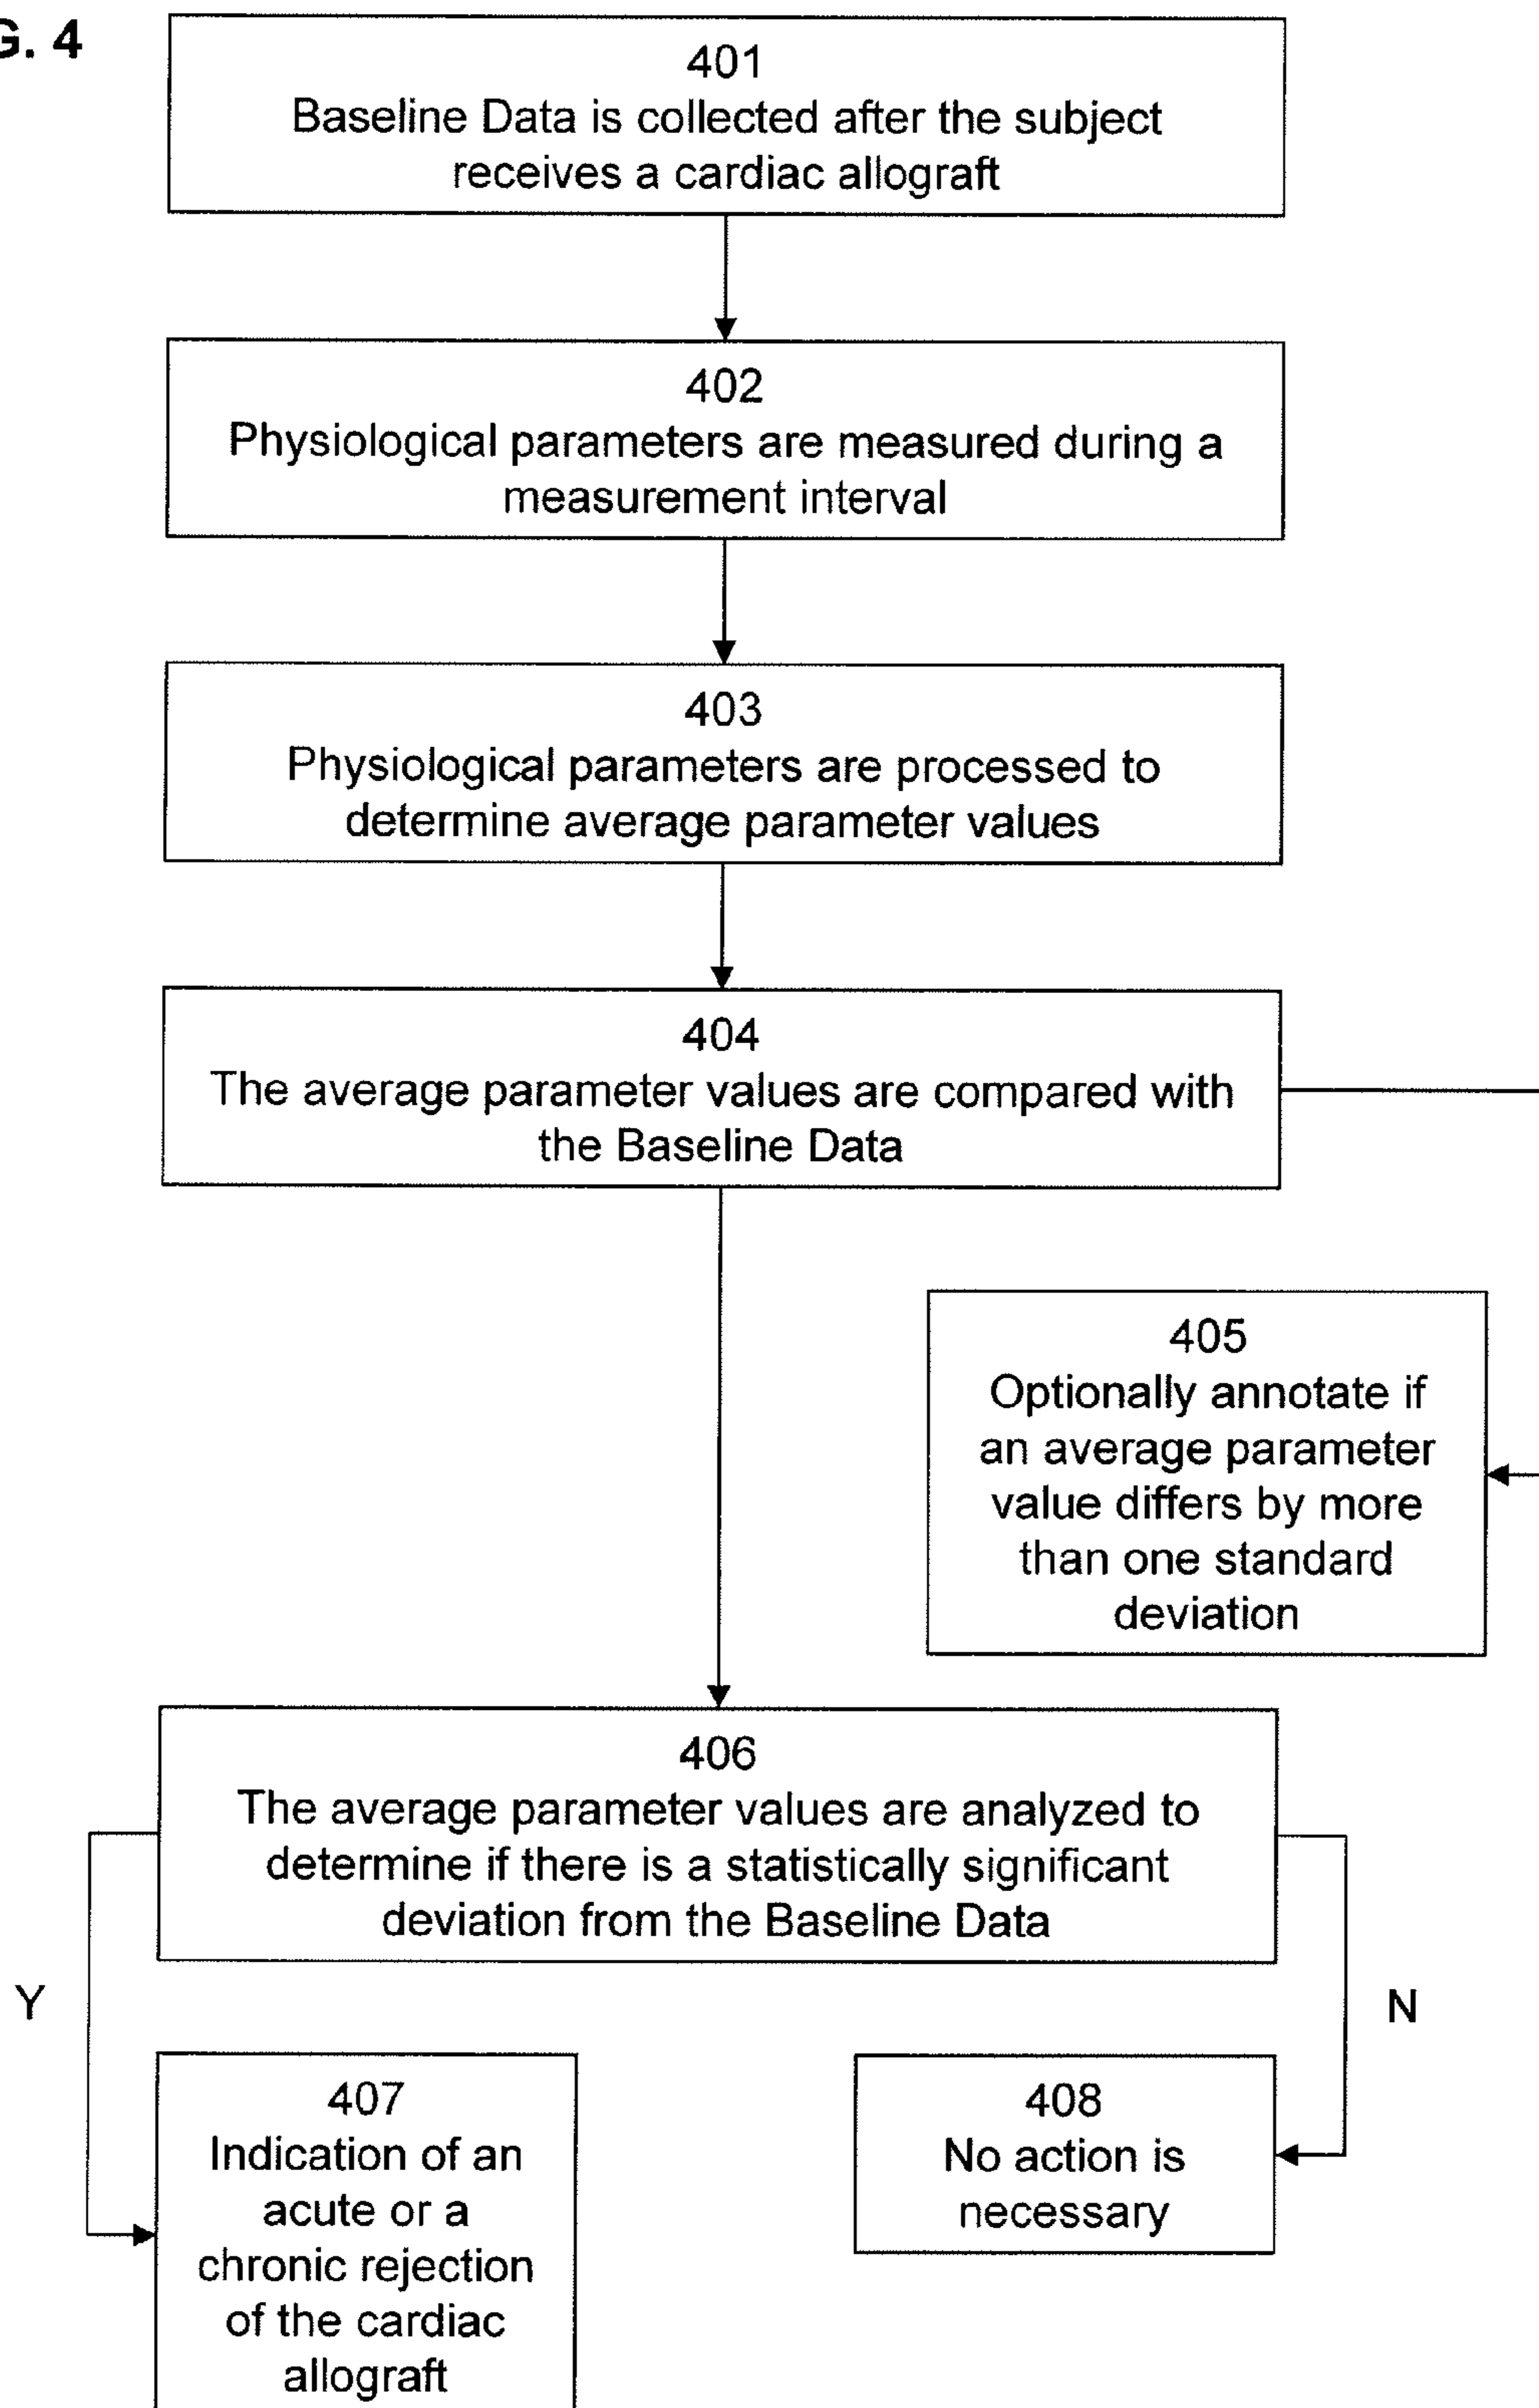 G. 4
401
Baseline Data is collected after the subject
receives a cardiac allograft
402
Physiological parameters are measured during a
measurement interval
403
Physiological parameters are processed to
determine average parameter values
404
The average parameter values are compared with
the Baseline Data
405
Optionally annotate if
an average parameter
value differs by more
than one standard
deviation
406
The average parameter values are analyzed to
determine if there is a statistically significant
deviation from the Baseline Data
Y
N
407
Indication of an
acute or a
chronic rejection
of the cardiac
allograft
408
No action is
necessary